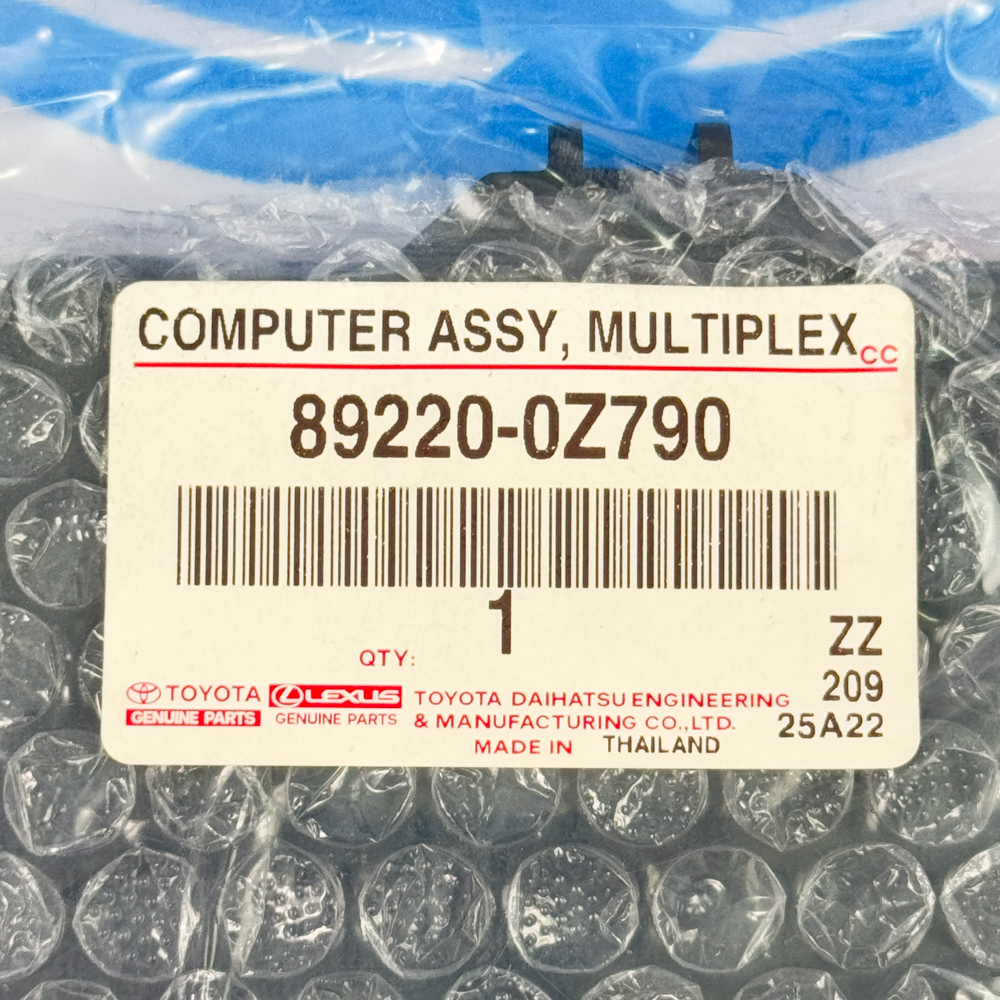 COMPUTER ASSY, MULTIPLEX CC
89220-0Z790
1
QTY:
ZZ
209
25A22
TOYOTA
GENUINE PARTS
LEXUS
GENUINE PARTS
TOYOTA DAIHATSU ENGINEERING
& MANUFACTURING CO.,LTD.
MADE IN THAILAND